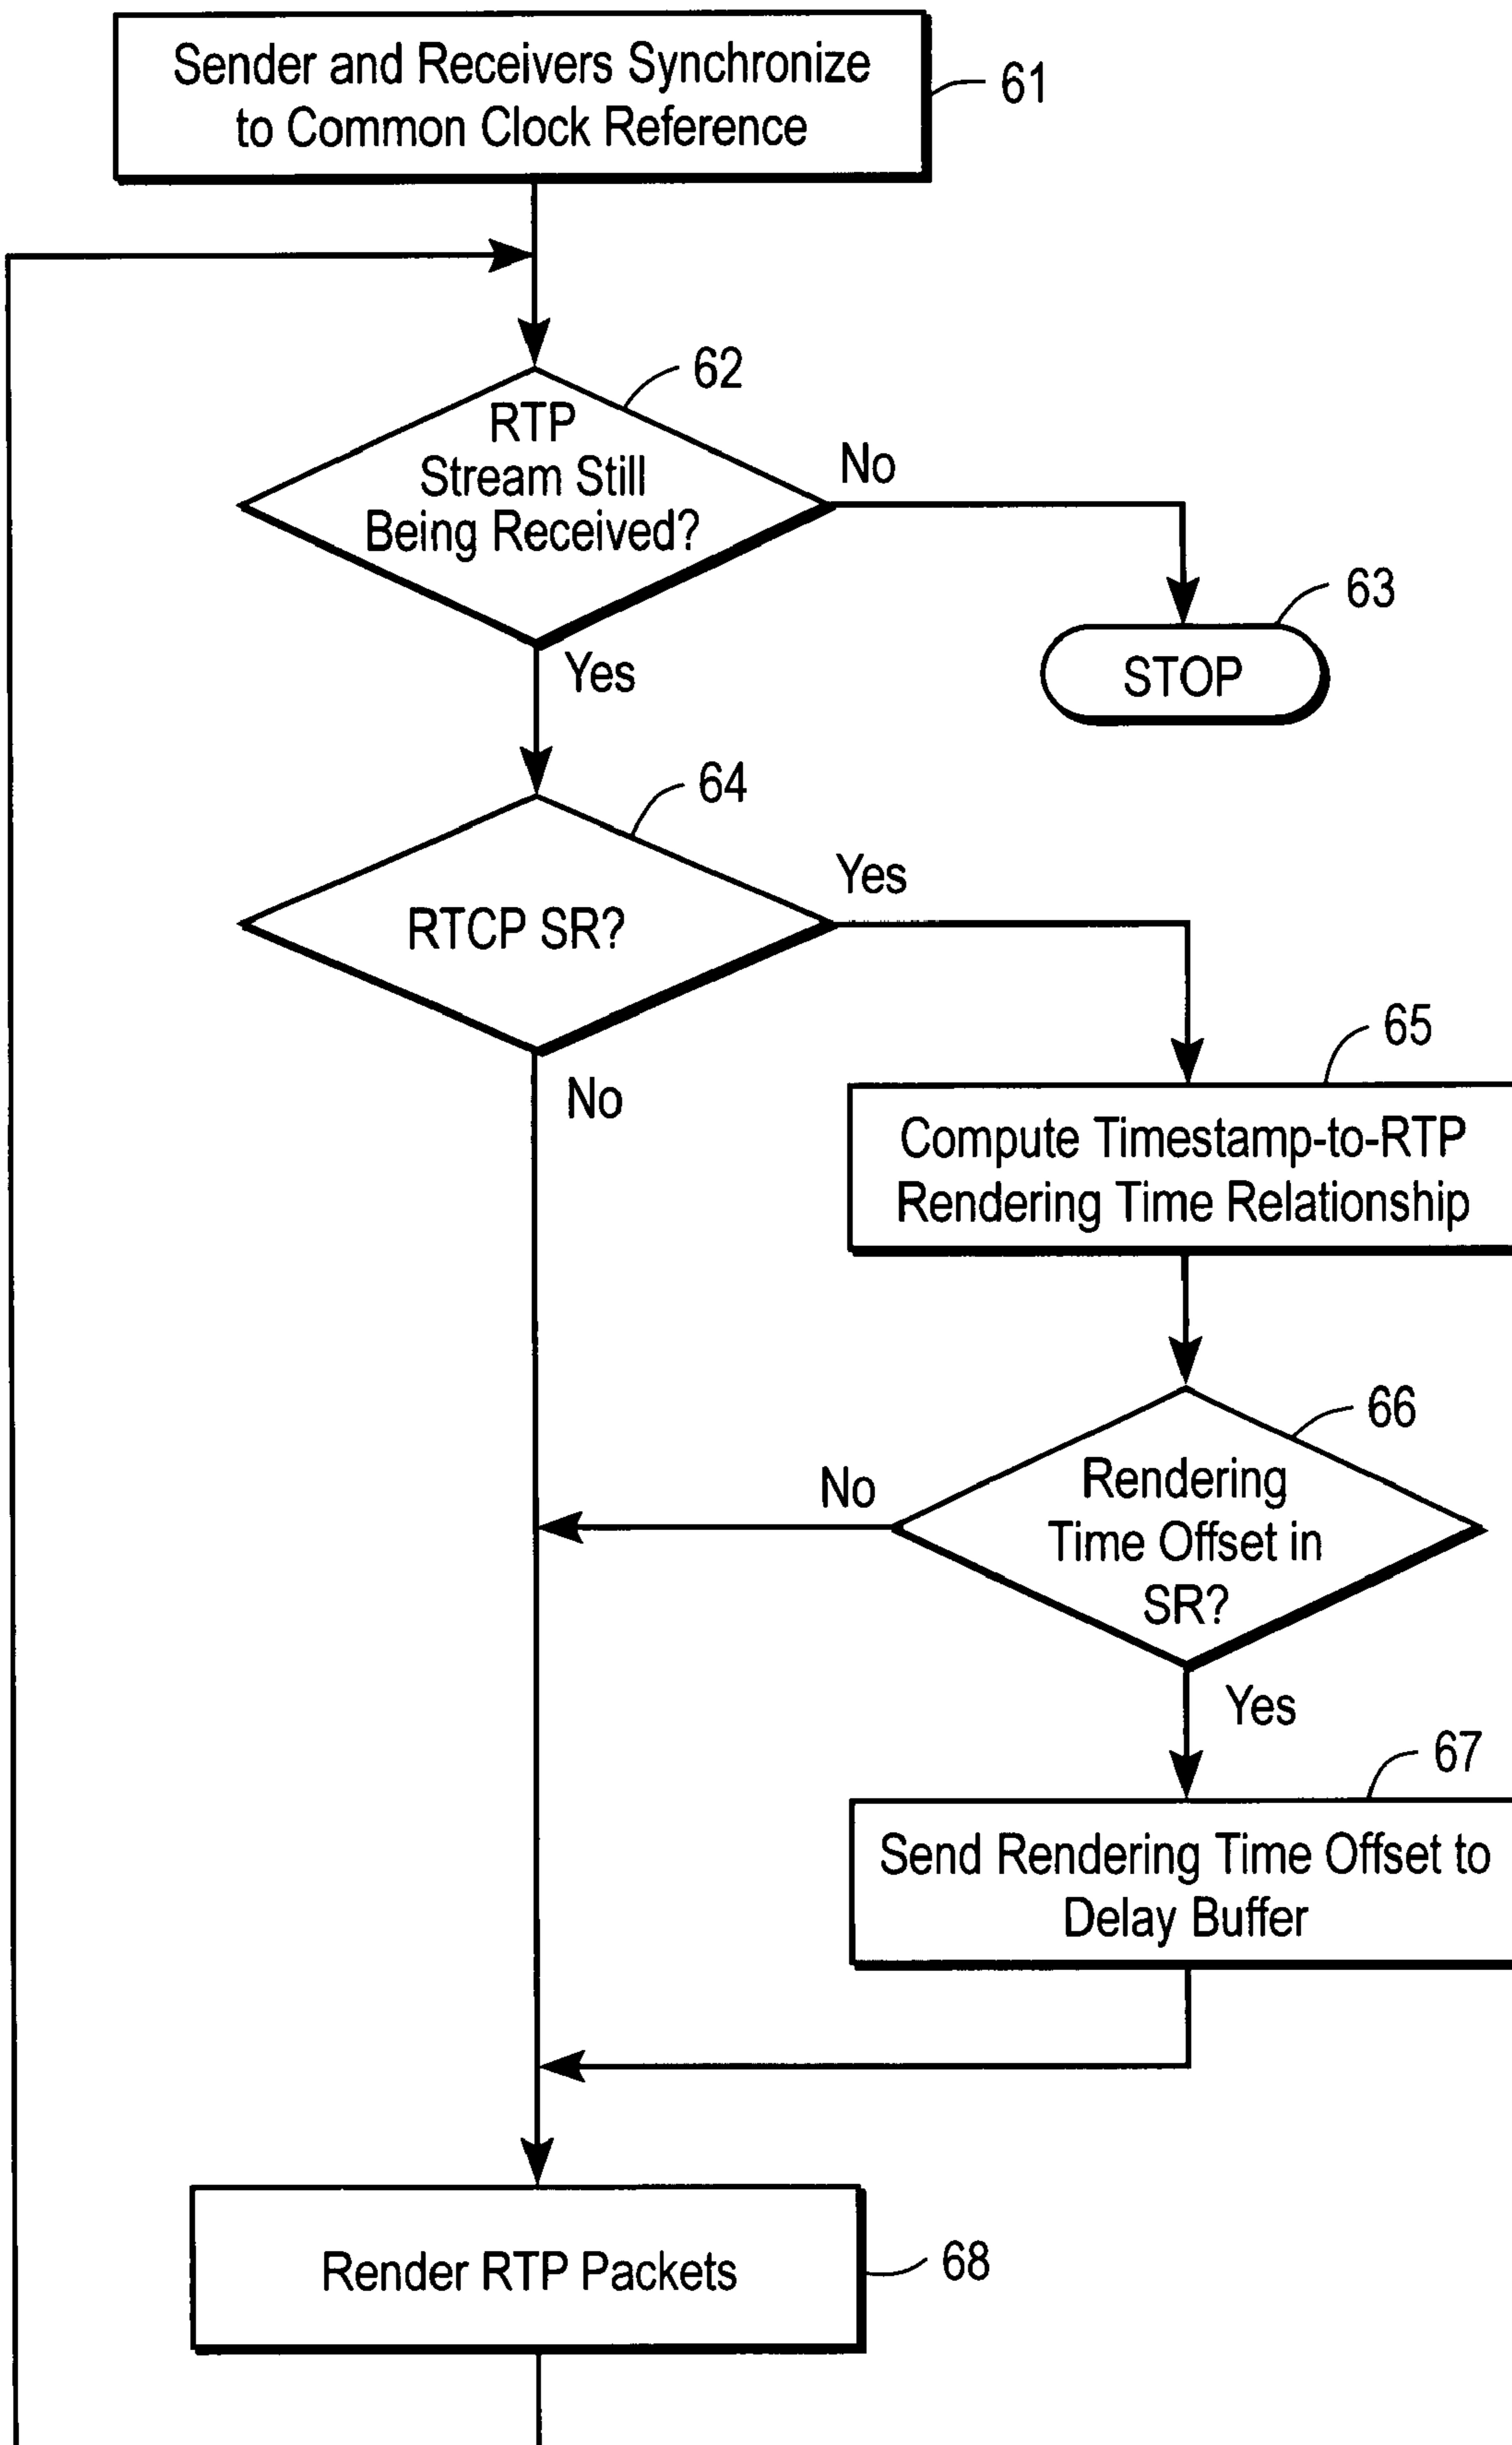 Sender and Receivers Synchronize
to Common Clock Reference
61
62
RTP
Stream Still
Being Received?
No
63
STOP
Yes
64
RTCP SR?
Yes
65
No
Compute Timestamp-to-RTP
Rendering Time Relationship
66
No
Rendering
Time Offset in
SR?
Yes
67
Send Rendering Time Offset to
Delay Buffer
Render RTP Packets
68